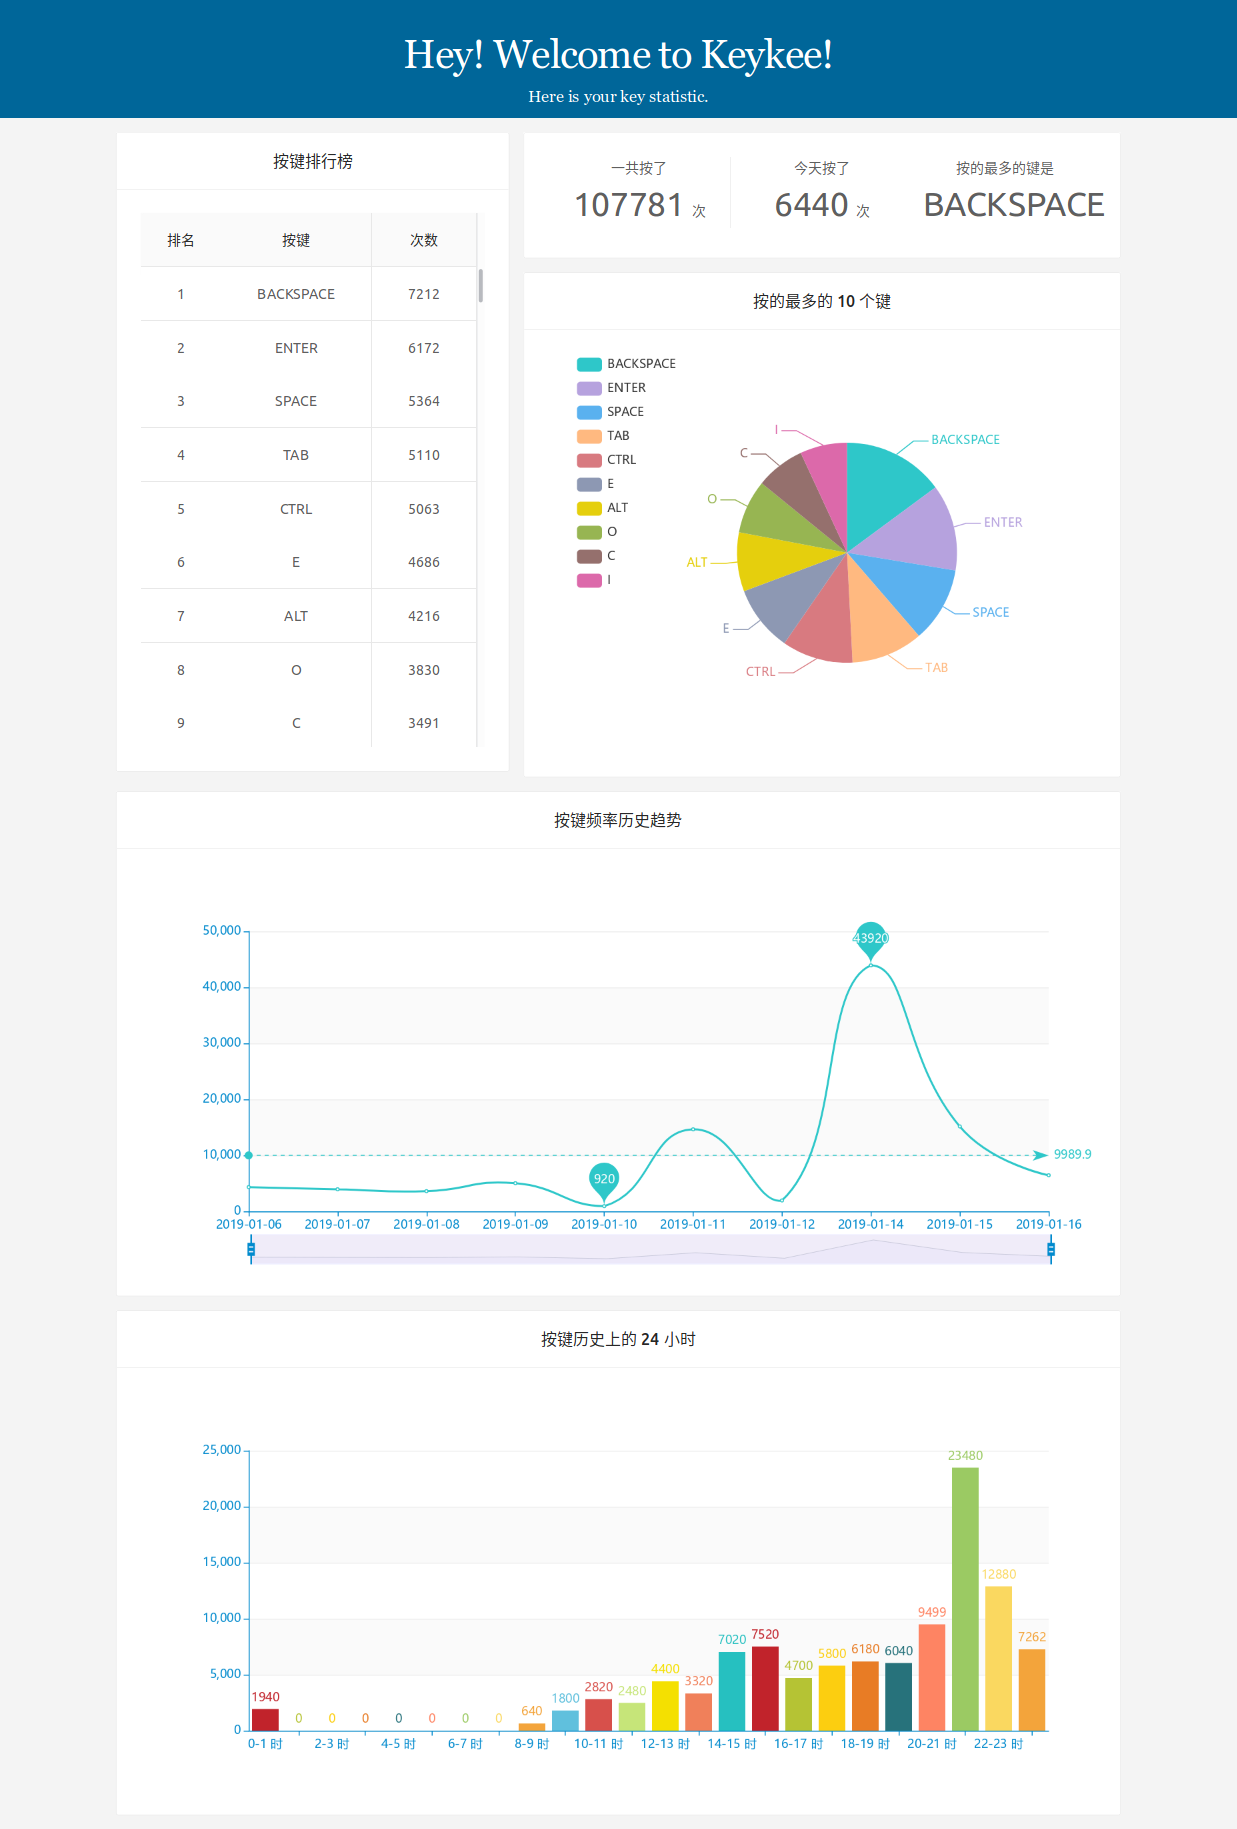 Hey! Welcome to Keykee!
Here is your key statistic.
按键排行榜
排名 按键 次数
1 BACKSPACE 7212
2 ENTER 6172
3 SPACE 5364
4 TAB 5110
5 CTRL 5063
6 E 4686
7 ALT 4216
8 O 3830
9 C 3491
一共按了
107781 次
今天按了
6440 次
按的最多的键是
BACKSPACE
按的最多的 10 个键
BACKSPACE
ENTER
SPACE
TAB
CTRL
E
ALT
O
C
I
I
BACKSPACE
C
O
ENTER
ALT
SPACE
E
CTRL
TAB
按键频率历史趋势
50,000
40,000
30,000
20,000
10,000
0
43920
920
9989.9
2019-01-06 2019-01-07 2019-01-08 2019-01-09 2019-01-10 2019-01-11 2019-01-12 2019-01-14 2019-01-15 2019-01-16
按键历史上的 24 小时
25,000
20,000
15,000
10,000
5,000
0
1940 0 0 0 0 0 0 0 640 1800 2820 2480 4400 3320 7020 7520 4700 5800 6180 6040 9499 23480 12880 7262
0-1 时 2-3 时 4-5 时 6-7 时 8-9 时 10-11 时 12-13 时 14-15 时 16-17 时 18-19 时 20-21 时 22-23 时